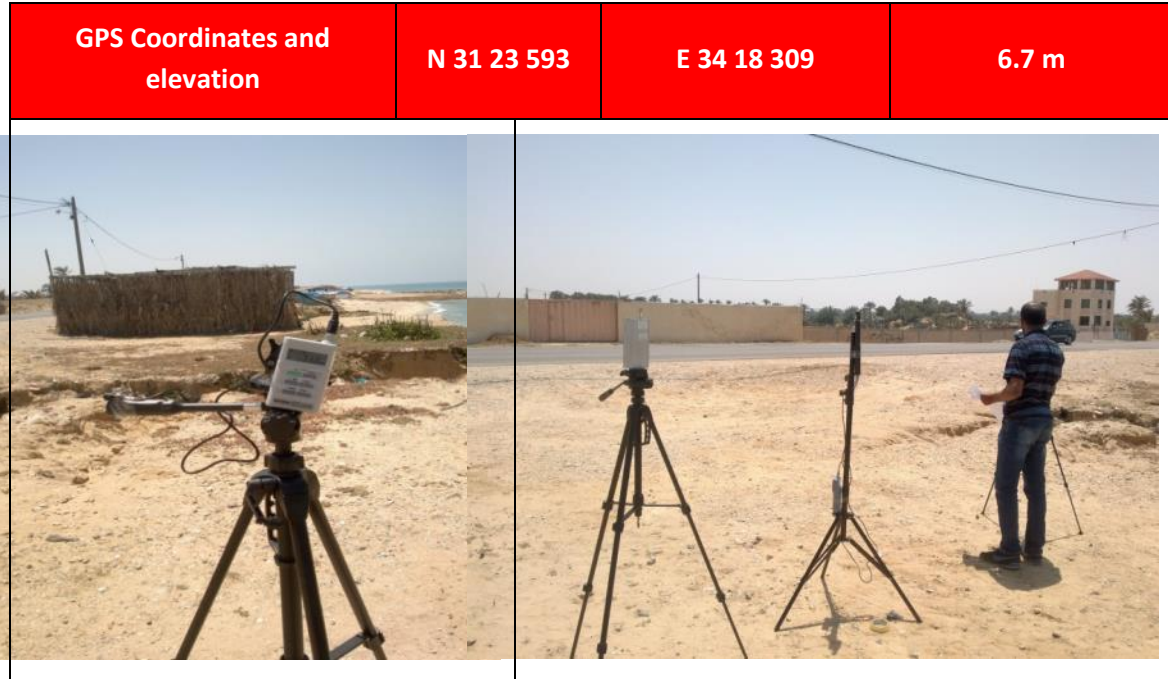 GPS Coordinates and
elevation
N 31 23 593
E 34 18 309
6.7 m